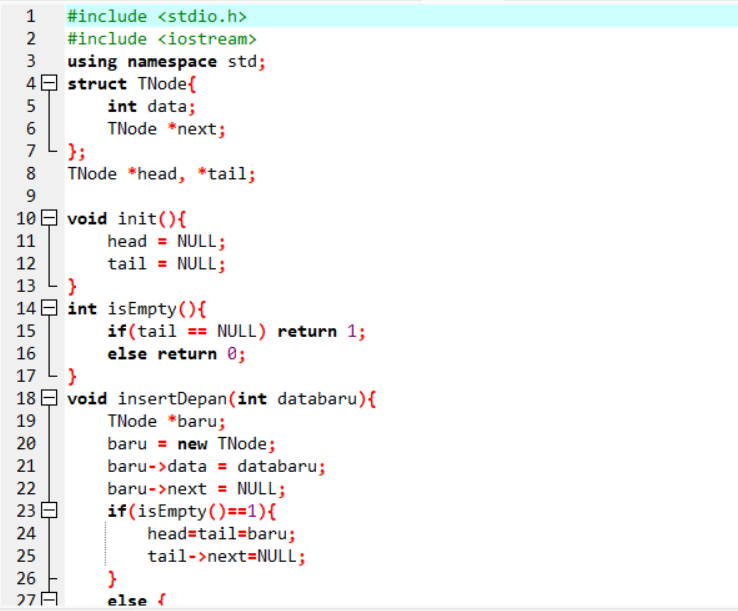 1 #include <stdio.h>
2 #include <iostream>
3 using namespace std;
4 struct TNode{
5 int data;
6 TNode *next;
7 };
8 TNode *head, *tail;
9
10 void init(){
11 head = NULL;
12 tail = NULL;
13 }
14 int isEmpty(){
15 if(tail == NULL) return 1;
16 else return 0;
17 }
18 void insertDepan(int databaru){
19 TNode *baru;
20 baru = new TNode;
21 baru->data = databaru;
22 baru->next = NULL;
23 if(isEmpty()==1){
24 head=tail=baru;
25 tail->next=NULL;
26 }
27 else {